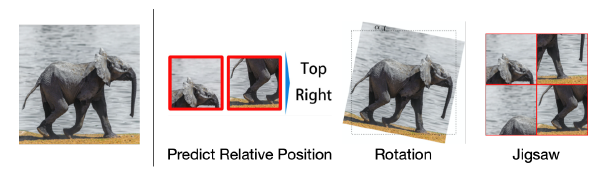 Top
Right
Predict Relative Position
Rotation
Jigsaw